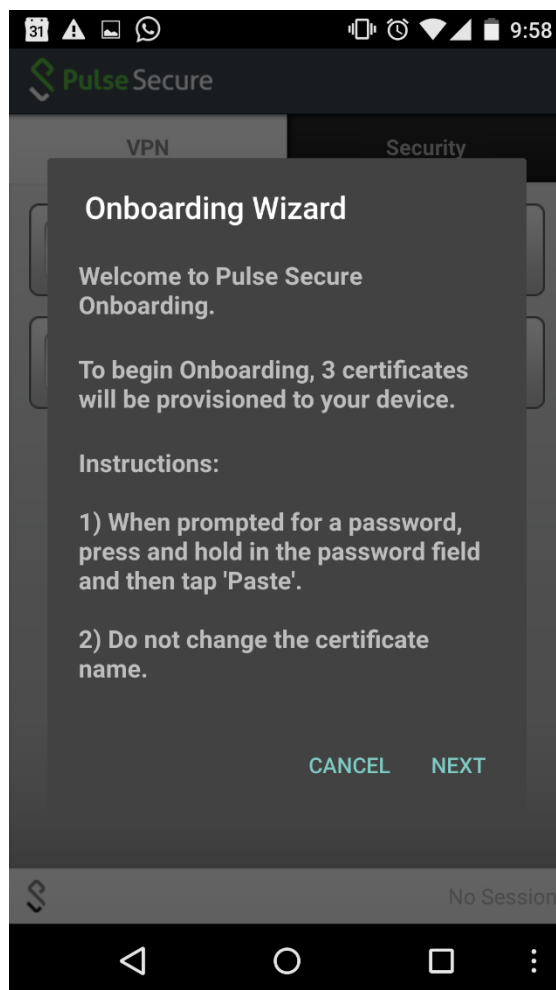 31
9:58
Pulse Secure
VPN
Security
Onboarding Wizard
Welcome to Pulse Secure
Onboarding.
To begin Onboarding, 3 certificates
will be provisioned to your device.
Instructions:
1) When prompted for a password,
press and hold in the password field
and then tap 'Paste'.
2) Do not change the certificate
name.
CANCEL
NEXT
No Session